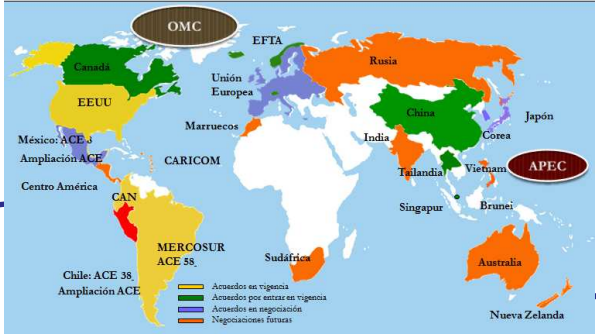 OMC
EFTA
Canadá
Rusia
Unión
Europea
EEUU
China
Japón
Marruecos
Corea
México: ACE 8
India
Ampliación ACE
CARICOM
Tailandia
Vietnam
APEC
Centro América
CAN
Singapur
Brunei
MERCOSUR
ACE 58
Sudáfrica
Australia
Chile: ACE 38
Ampliación ACE
Acuerdos en vigencia
Acuerdos por entrar en vigencia
Acuerdos en negociación
Negociaciones futuras
Nueva Zelanda